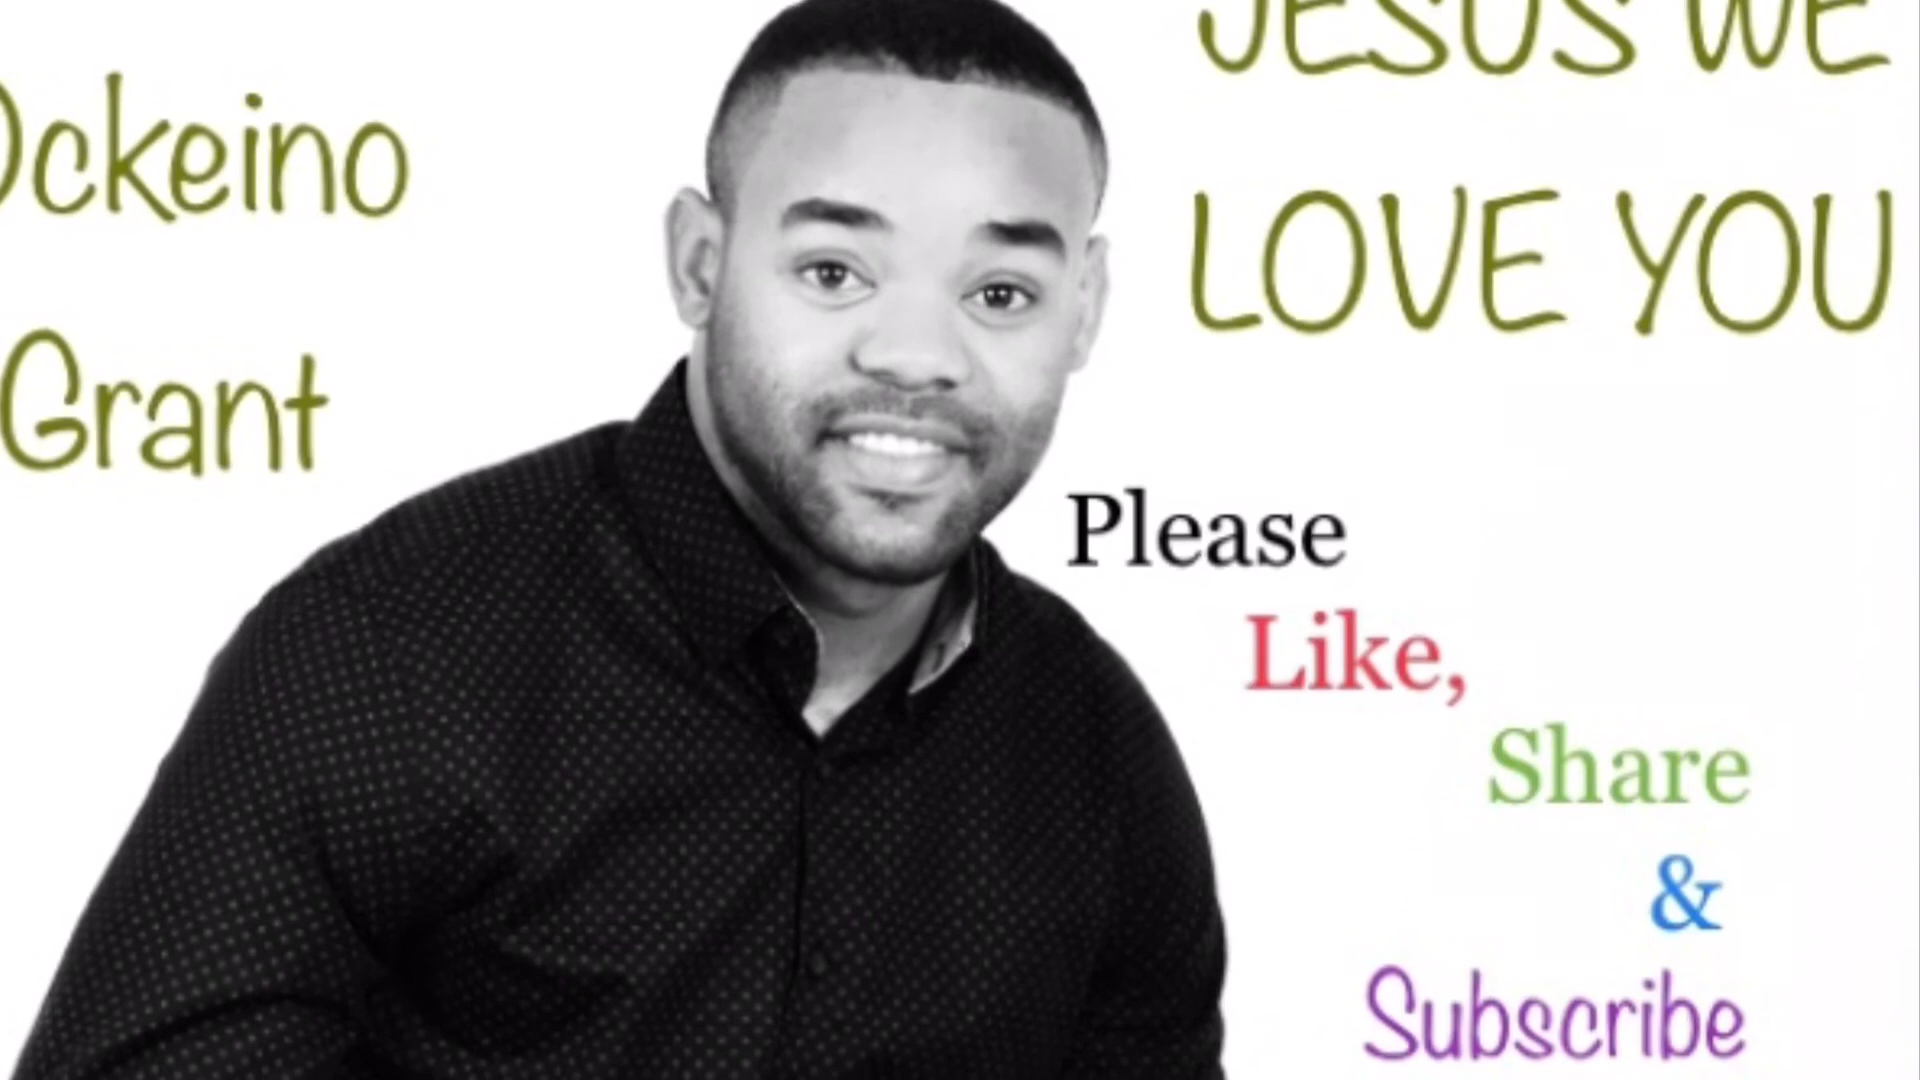 Ockeino
Grant
JESUS WE
LOVE YOU
Please
Like,
Share
&
Subscribe